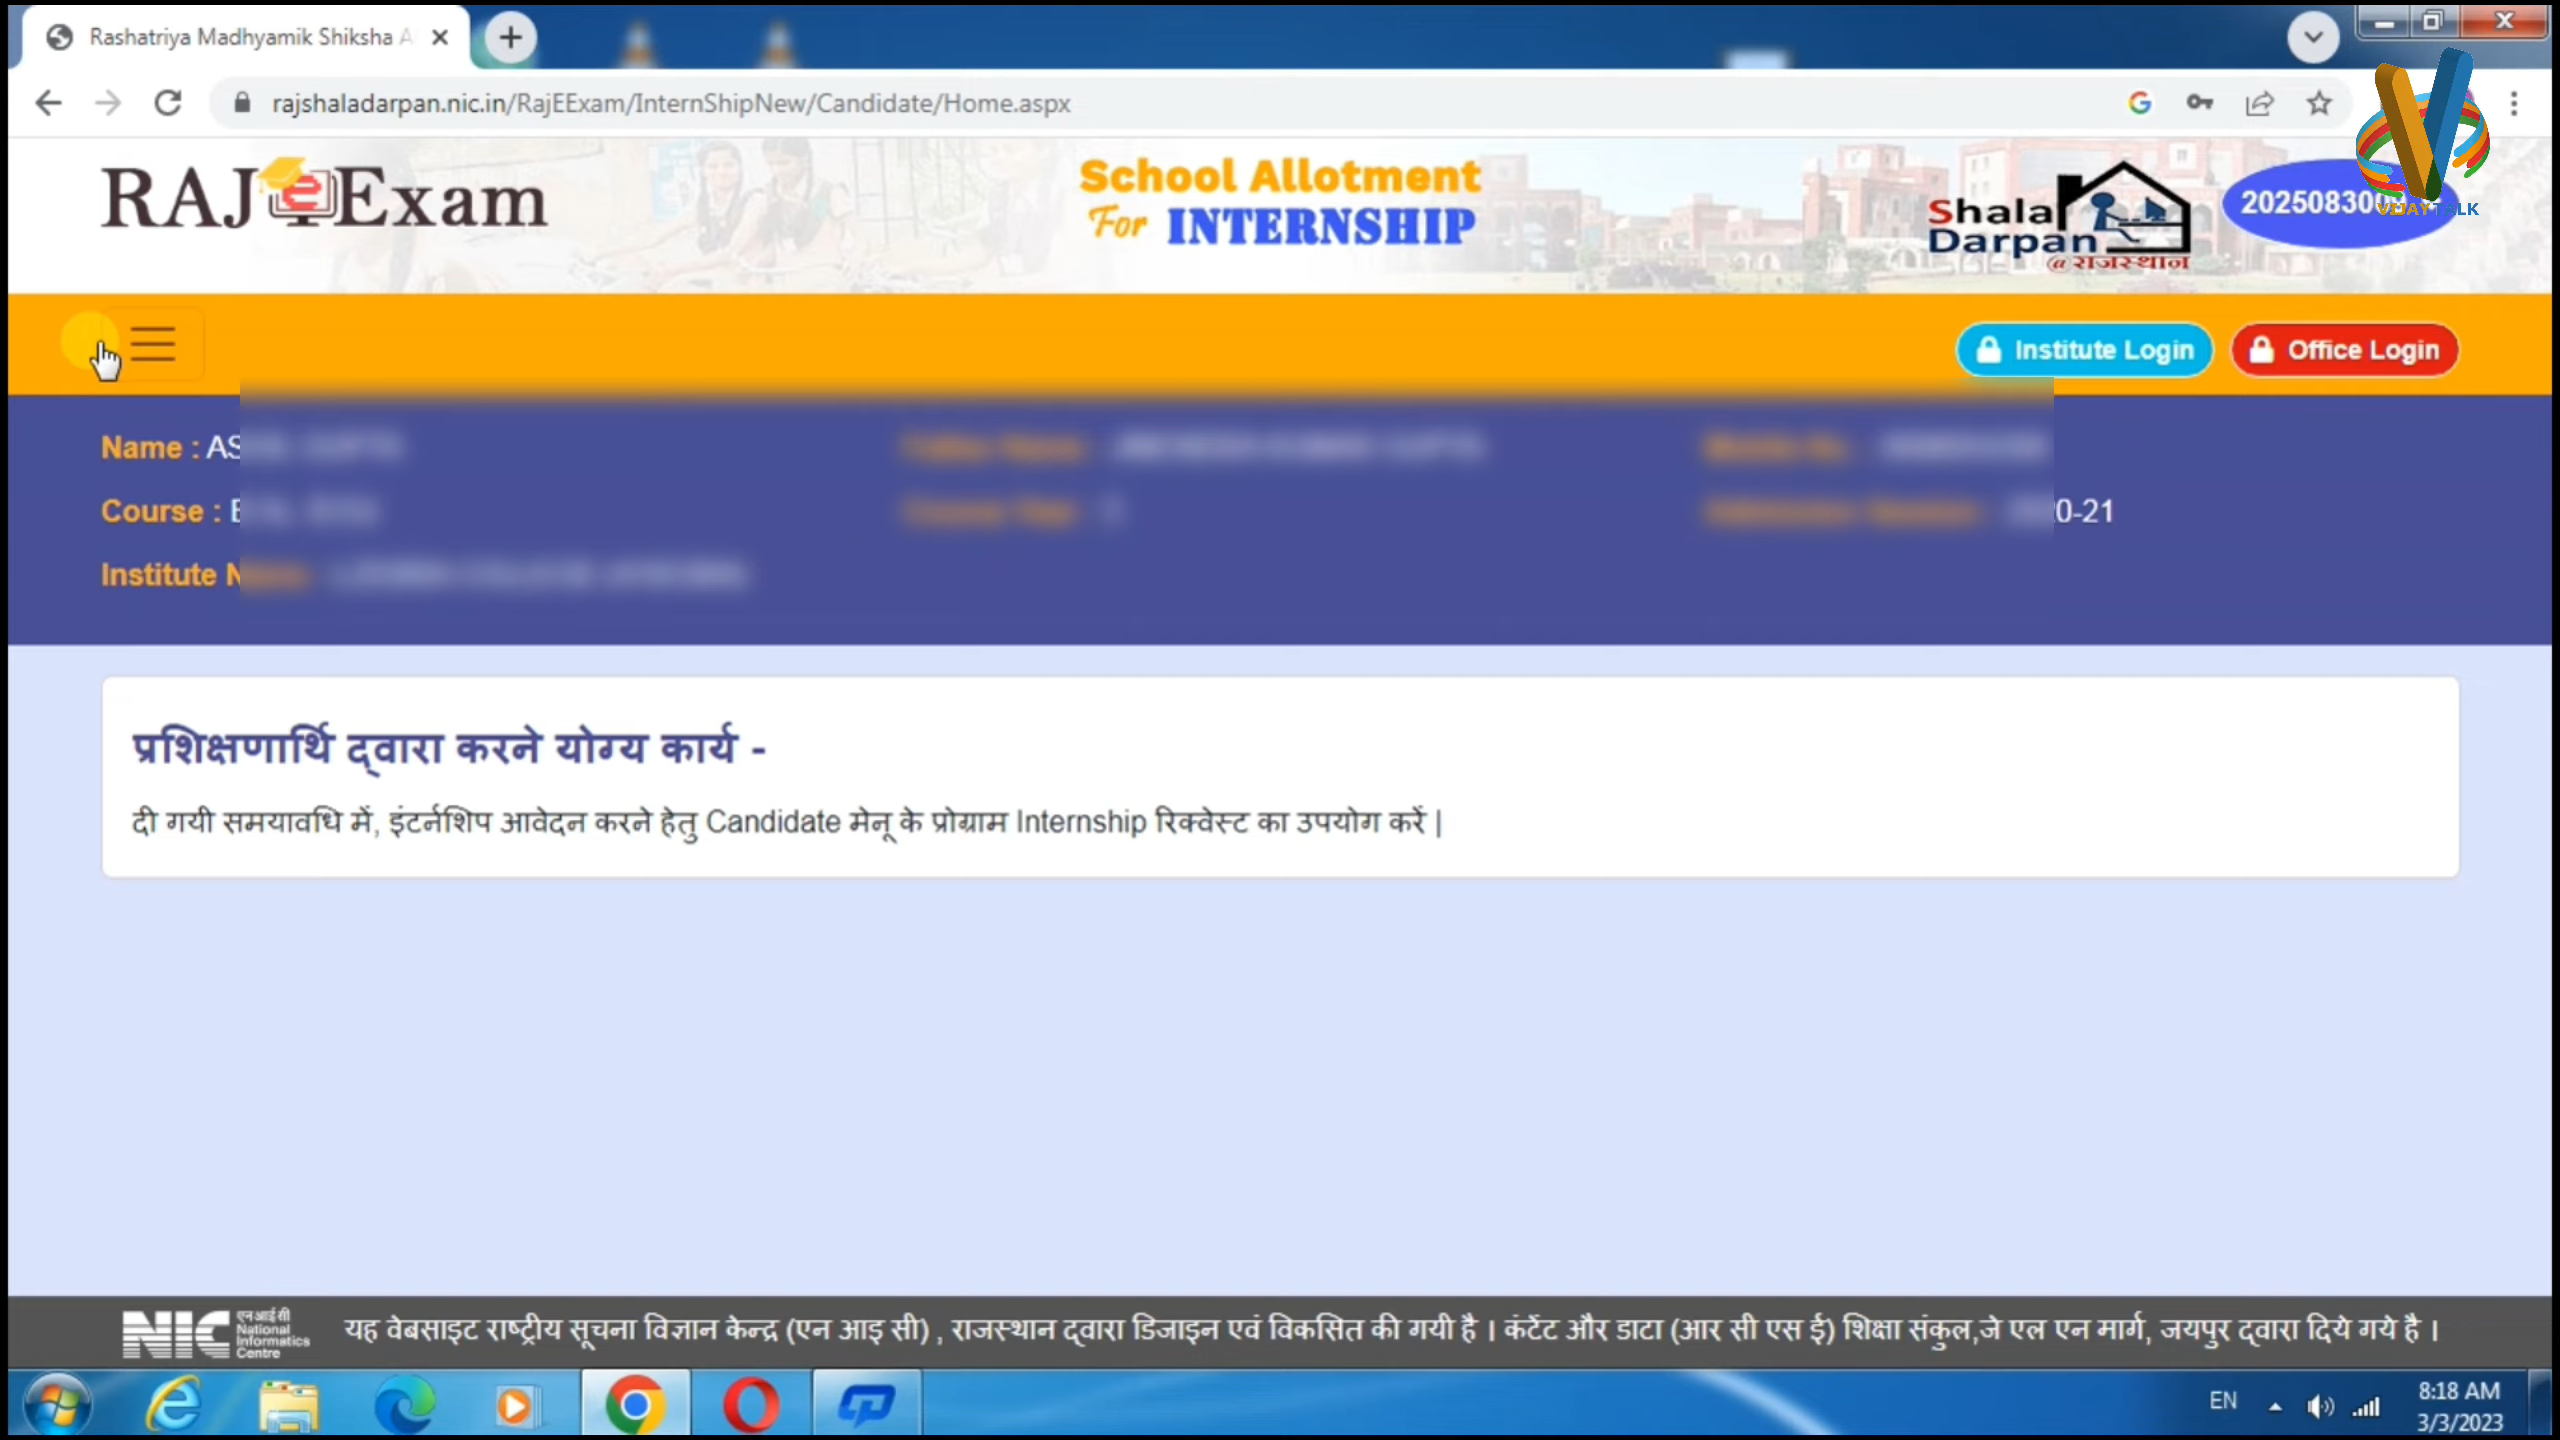 Rashatriya Madhyamik Shiksha A
rajshaladarpan.nic.in/RajEExam/InternShipNew/Candidate/Home.aspx
RAJ e Exam
School Allotment
For INTERNSHIP
Shala
Darpan
@ राजस्थान
20250830
VIJAY TALK
Institute Login
Office Login
Name : AS
Course :
0-21
Institute
प्रशिक्षणार्थि द्वारा करने योग्य कार्य -
दी गयी समयावधि में, इंटर्नशिप आवेदन करने हेतु Candidate मेनू के प्रोग्राम Internship रिक्वेस्ट का उपयोग करें |
NIC
एनआईसी
National
Informatics
Centre
यह वेबसाइट राष्ट्रीय सूचना विज्ञान केन्द्र (एन आइ सी) , राजस्थान द्वारा डिजाइन एवं विकसित की गयी है । कंटेंट और डाटा (आर सी एस ई) शिक्षा संकुल,जे एल एन मार्ग, जयपुर द्वारा दिये गये है ।
EN
8:18 AM
3/3/2023